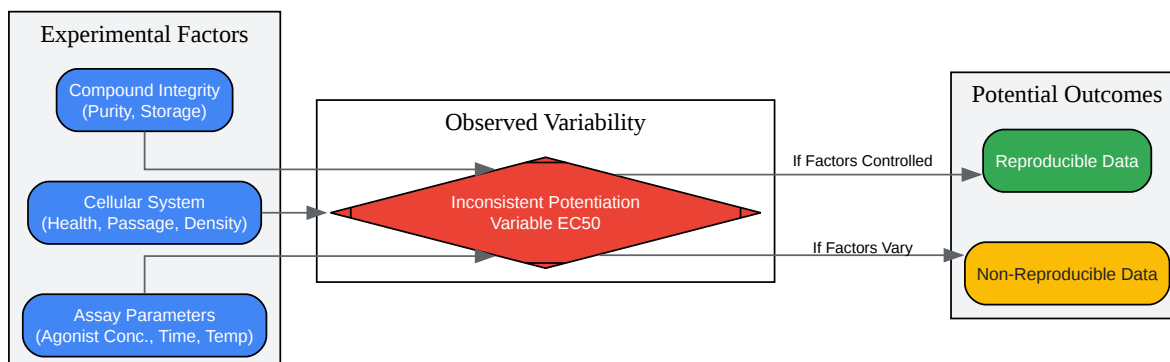 Experimental Factors
Compound Integrity
(Purity, Storage)
Cellular System
(Health, Passage, Density)
Assay Parameters
(Agonist Conc., Time, Temp)
Observed Variability
Inconsistent Potentiation
Variable EC50
If Factors Controlled
If Factors Vary
Potential Outcomes
Reproducible Data
Non-Reproducible Data